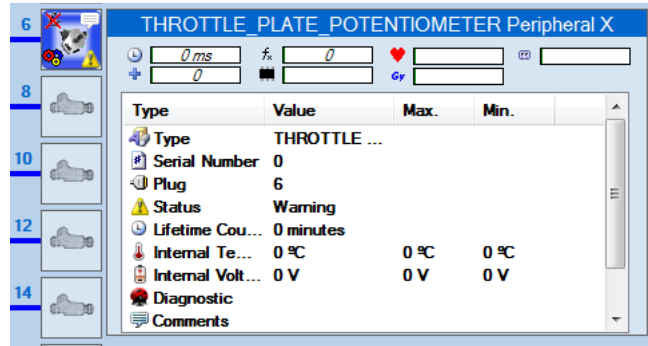 6
THROTTLE_PLATE_POTENTIOMETER Peripheral X
0 ms
fx
0
0
Gy
8
Type Value Max. Min.
Type THROTTLE ...
Serial Number 0
10
Plug 6
Status Warning
12
Lifetime Cou... 0 minutes
Internal Te... 0 ºC 0 ºC 0 ºC
Internal Volt... 0 V 0 V 0 V
14
Diagnostic
Comments